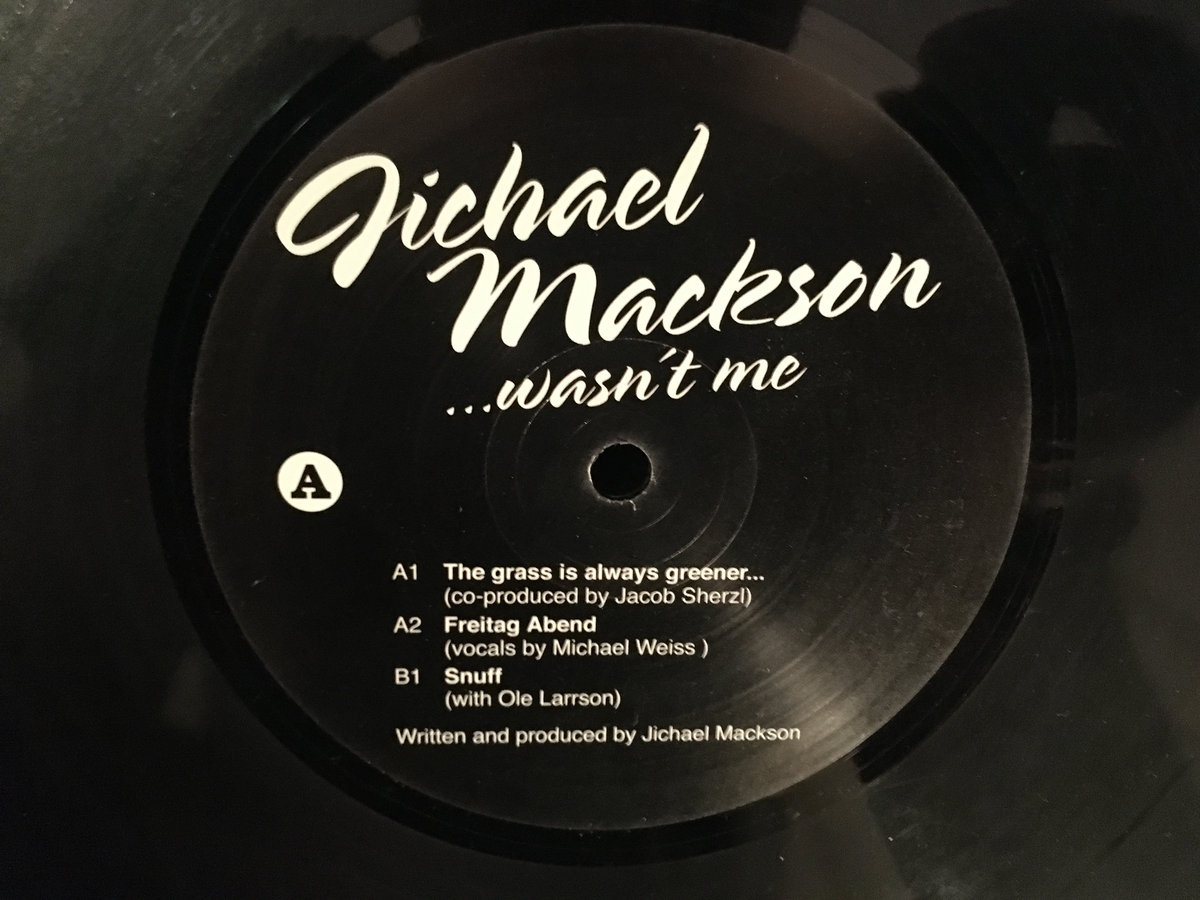 Jichael
Mackson
...wasn´t me
A
A1 The grass is always greener...
(co-produced by Jacob Sherzl)
A2 Freitag Abend
(vocals by Michael Weiss )
B1 Snuff
(with Ole Larrson)
Written and produced by Jichael Mackson